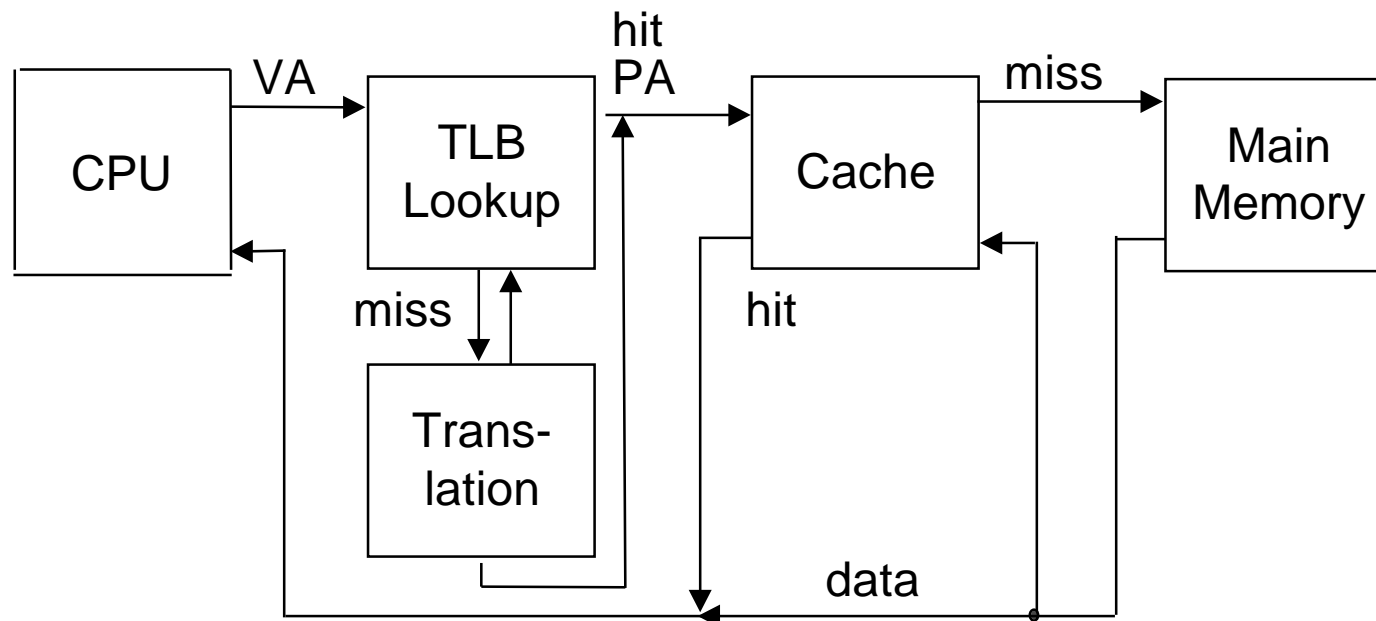 hit
VA
PA
miss
CPU
TLB
Lookup
Cache
Main
Memory
miss
hit
Trans-
lation
data